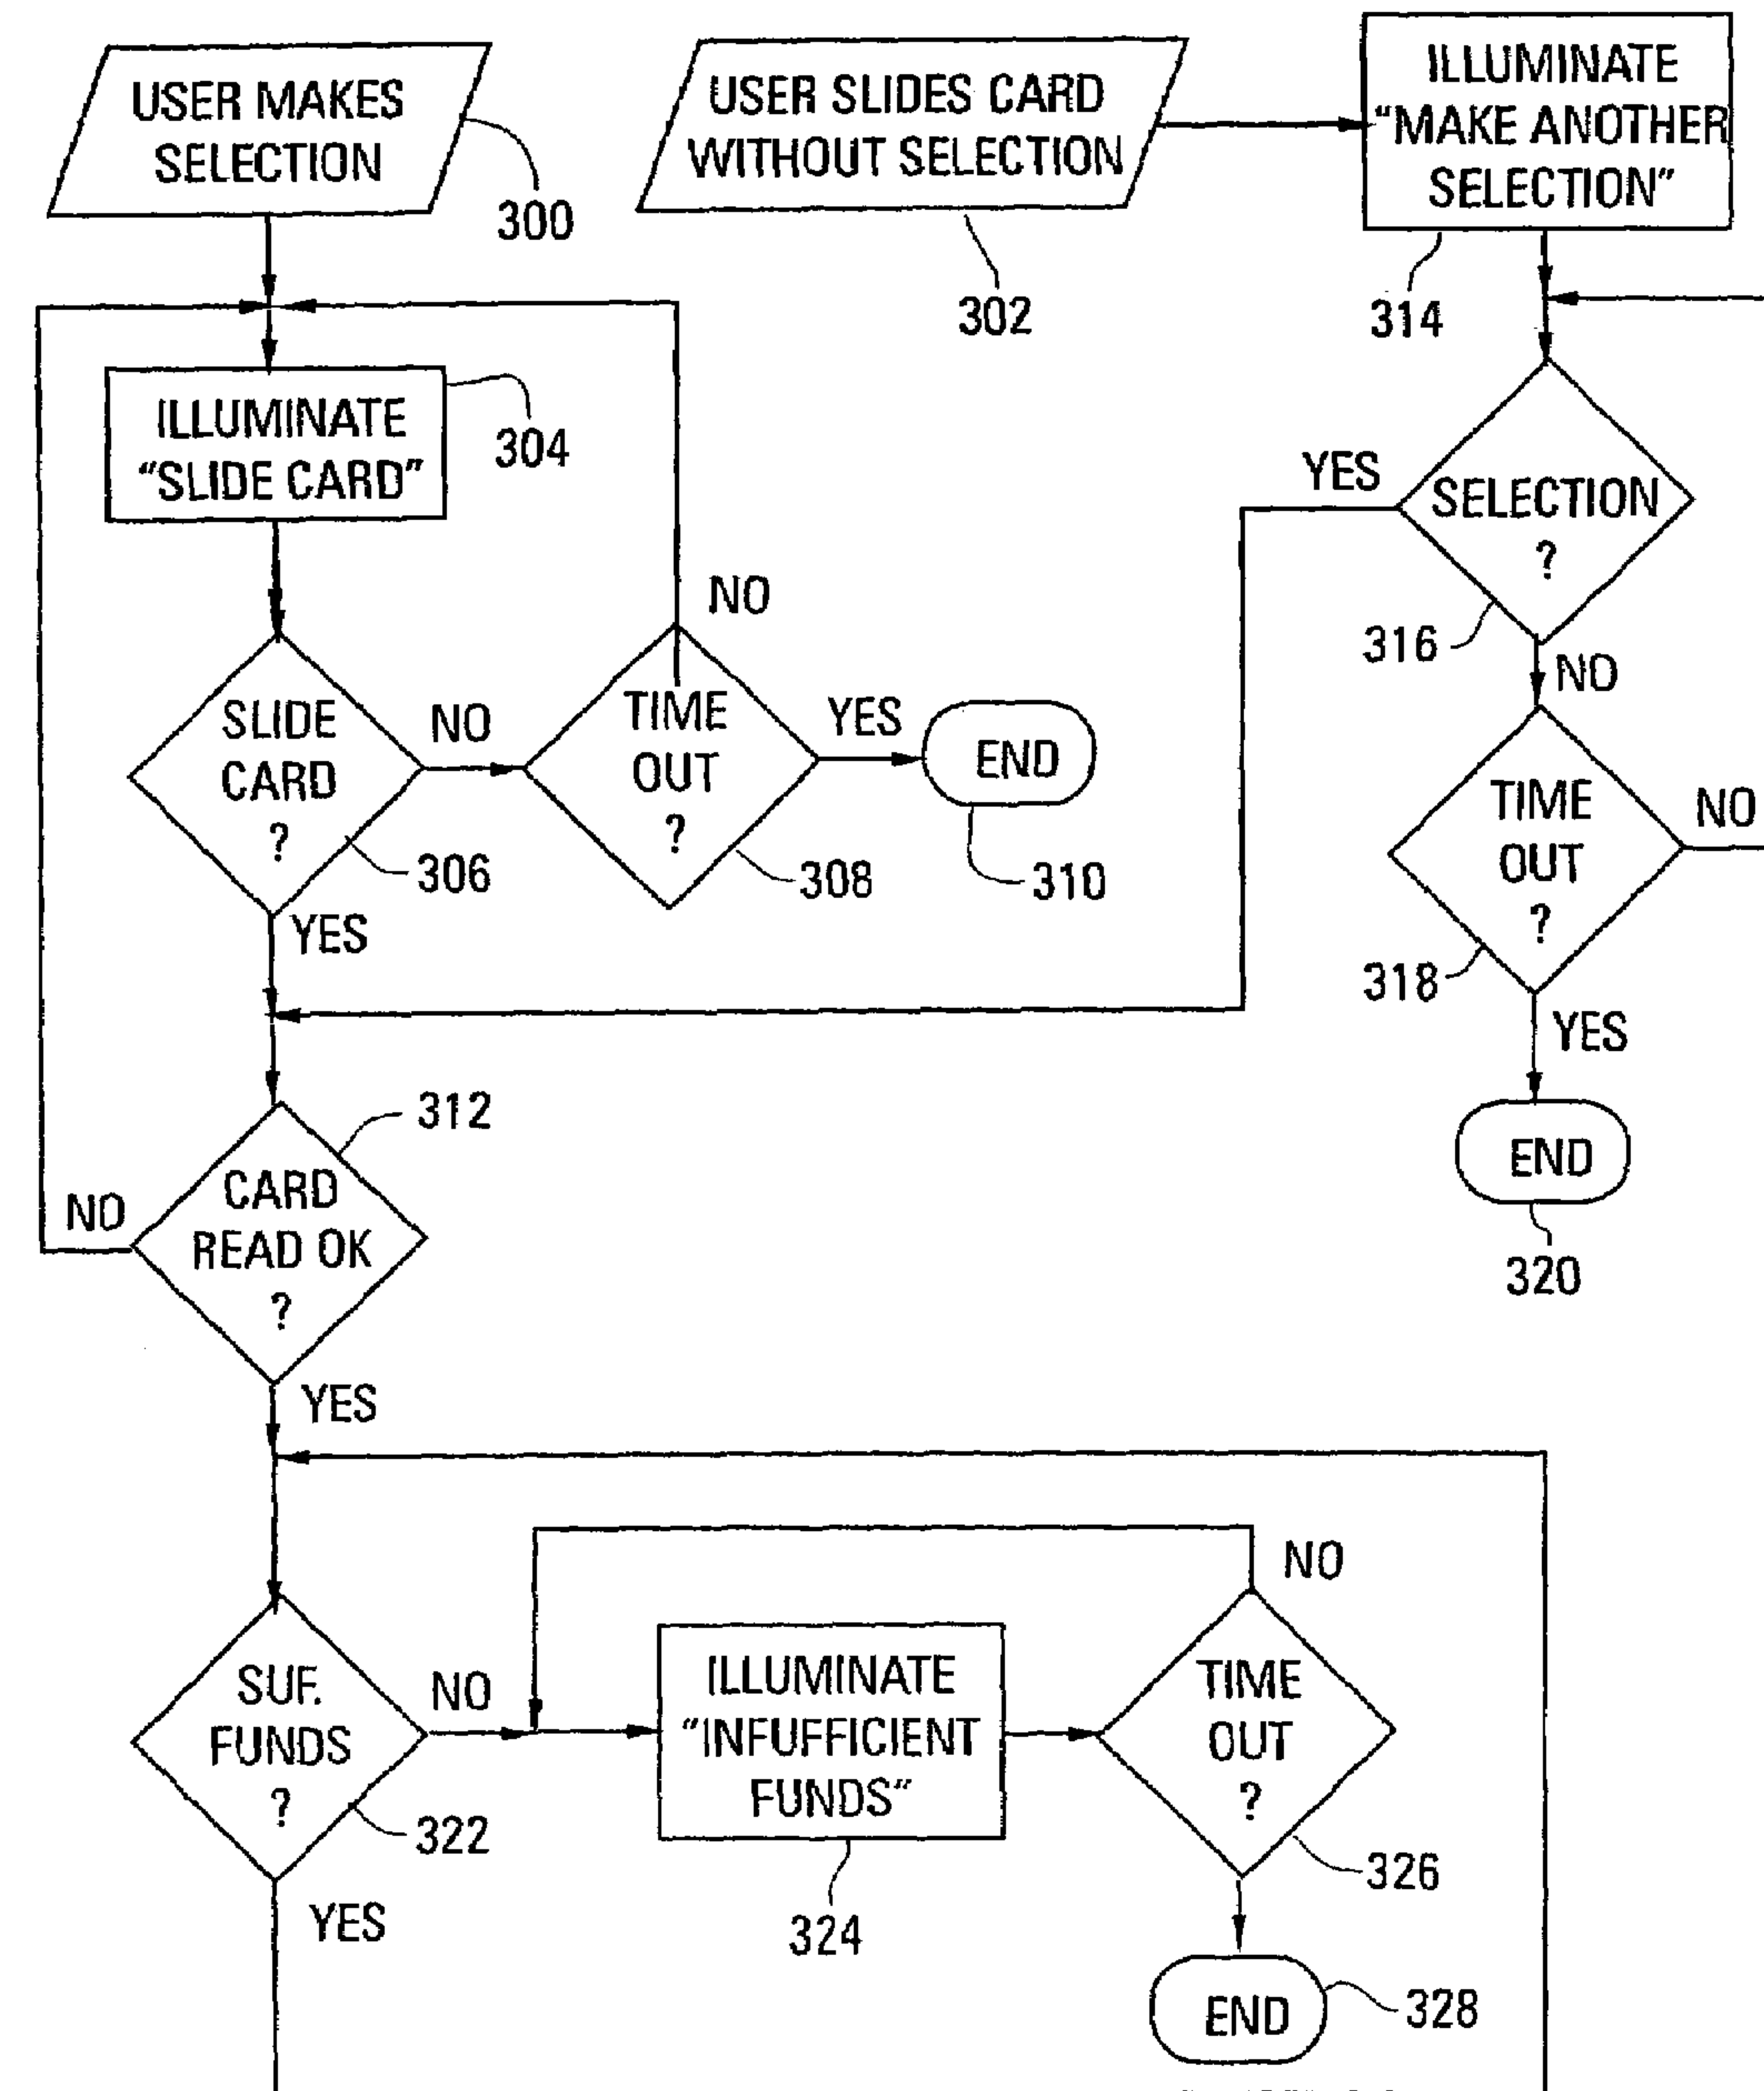 USER MAKES
SELECTION
300
USER SLIDES CARD
WITHOUT SELECTION
302
ILLUMINATE
"MAKE ANOTHER
SELECTION"
314
ILLUMINATE
"SLIDE CARD"
304
SLIDE
CARD
?
306
NO
YES
TIME
OUT
?
308
NO
YES
END
310
SELECTION
?
316
YES
NO
TIME
OUT
?
318
NO
YES
END
320
CARD
READ OK
?
312
NO
YES
SUF.
FUNDS
?
322
NO
YES
ILLUMINATE
"INFUFFICIENT
FUNDS"
324
TIME
OUT
?
326
NO
END
328